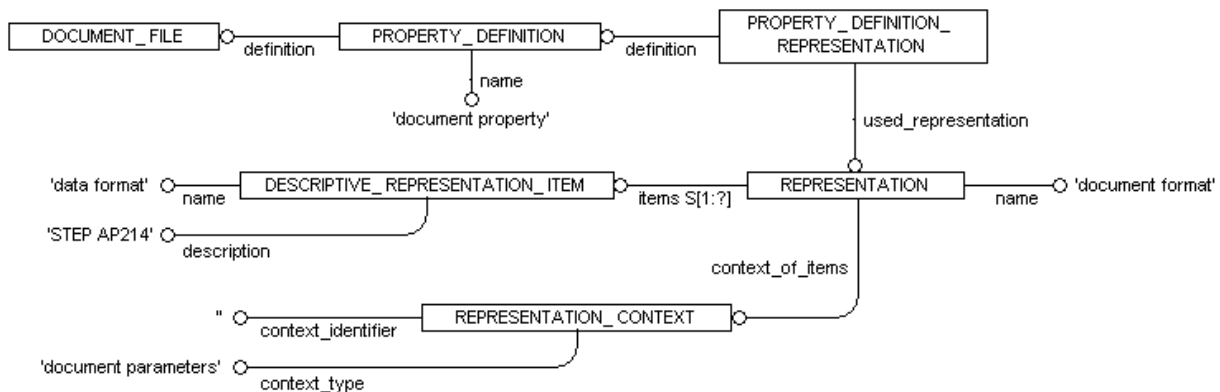 PROPERTY_DEFINITION_
REPRESENTATION
DOCUMENT_FILE
PROPERTY_DEFINITION
definition
definition
name
'document property'
used_representation
'data format'
DESCRIPTIVE_REPRESENTATION_ITEM
REPRESENTATION
'document format'
name
items S[1:?]
name
'STEP AP214'
description
context_of_items
''
REPRESENTATION_CONTEXT
context_identifier
'document parameters'
context_type